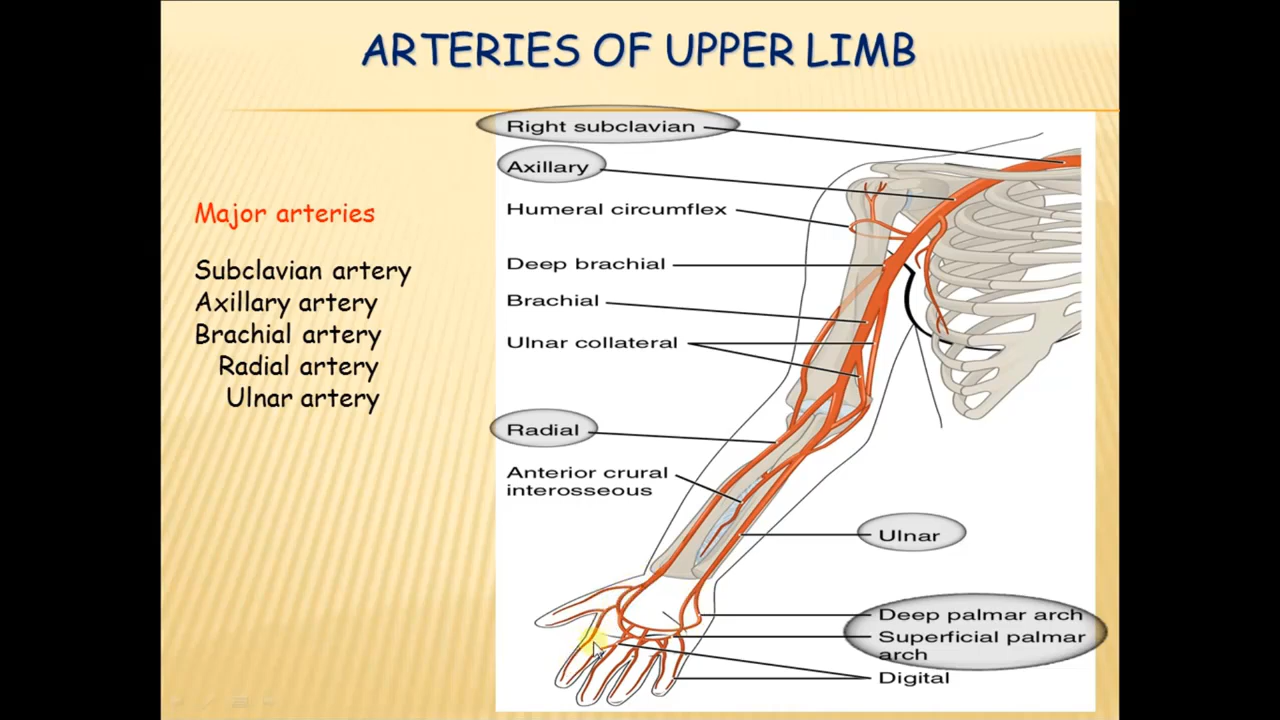 ARTERIES OF UPPER LIMB
Major arteries
Subclavian artery
Axillary artery
Brachial artery
Radial artery
Ulnar artery
Right subclavian
Axillary
Humeral circumflex
Deep brachial
Brachial
Ulnar collateral
Radial
Anterior crural
interosseous
Ulnar
Deep palmar arch
Superficial palmar
arch
Digital